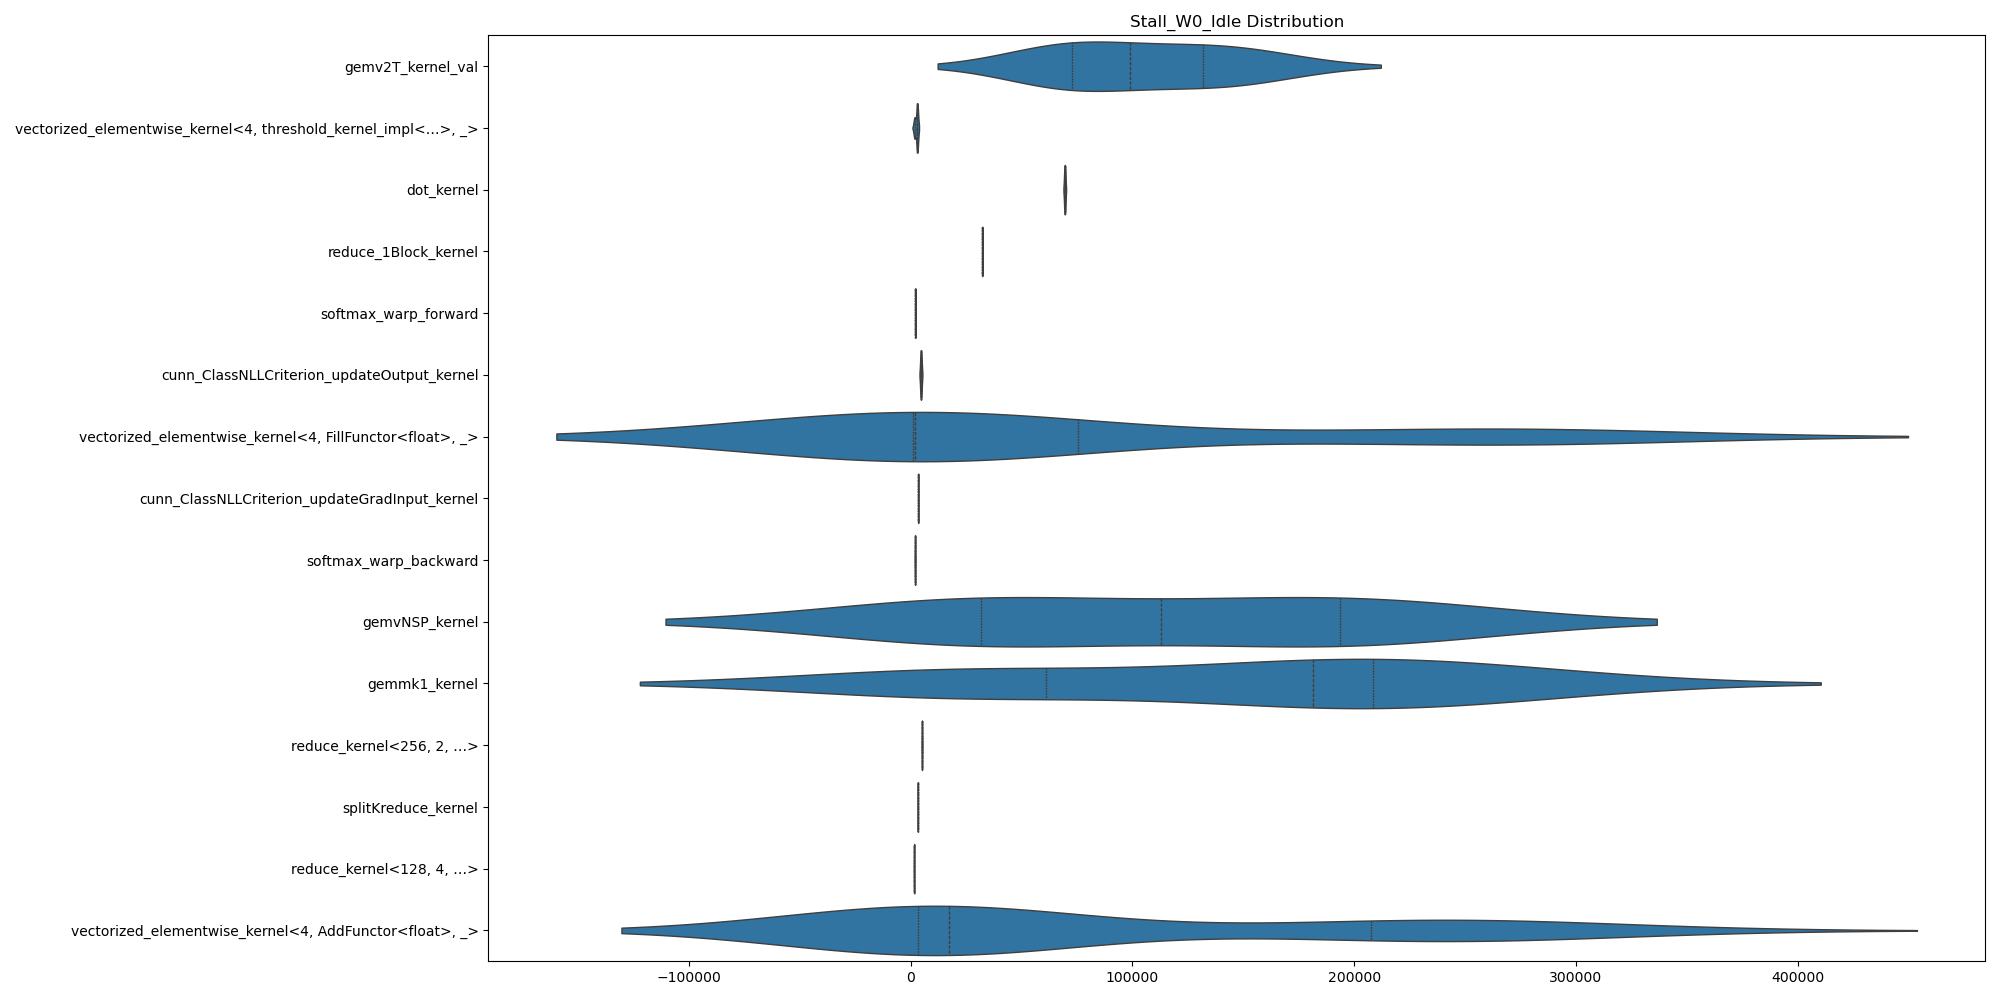 Stall_W0_Idle Distribution
gemv2T_kernel_val
vectorized_elementwise_kernel<4, threshold_kernel_impl<...>, _>
dot_kernel
reduce_1Block_kernel
softmax_warp_forward
cunn_ClassNLLCriterion_updateOutput_kernel
vectorized_elementwise_kernel<4, FillFunctor<float>, _>
cunn_ClassNLLCriterion_updateGradInput_kernel
softmax_warp_backward
gemvNSP_kernel
gemmk1_kernel
reduce_kernel<256, 2, ...>
splitKreduce_kernel
reduce_kernel<128, 4, ...>
vectorized_elementwise_kernel<4, AddFunctor<float>, _>
−100000 0 100000 200000 300000 400000